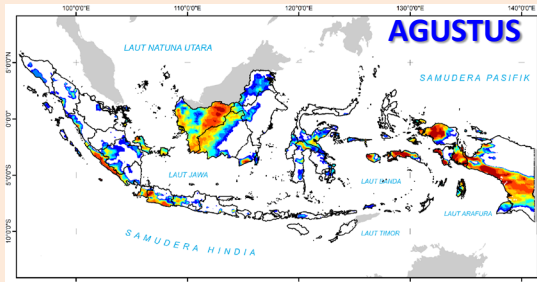 100°0'0"E 110°0'0"E 120°0'0"E 130°0'0"E 140°0'0"E
AGUSTUS
LAUT NATUNA UTARA
5°0'0"N
SAMUDERA PASIFIK
0°0'0"
LAUT JAWA
5°0'0"S
LAUT BANDA
LAUT ARAFURA
10°0'0"S
SAMUDERA HINDIA
LAUT TIMOR